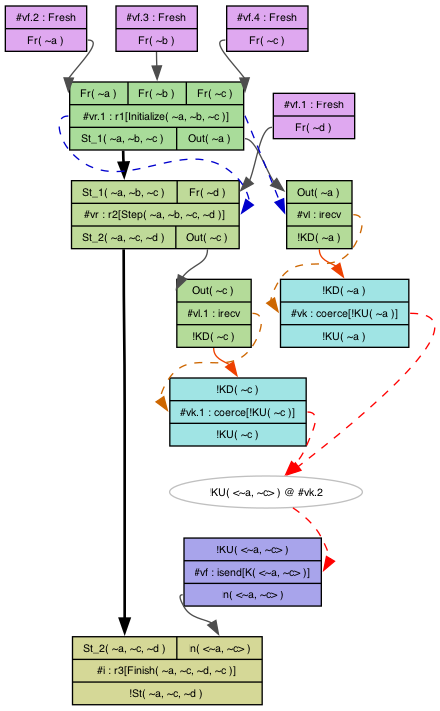 #vf.2 : Fresh
Fr( ~a )
#vf.3 : Fresh
Fr( ~b )
#vf.4 : Fresh
Fr( ~c )
Fr( ~a ) Fr( ~b ) Fr( ~c )
#vr.1 : r1[Initialize( ~a, ~b, ~c )]
St_1( ~a, ~b, ~c ) Out( ~a )
#vf.1 : Fresh
Fr( ~d )
St_1( ~a, ~b, ~c ) Fr( ~d )
#vr : r2[Step( ~a, ~b, ~c, ~d )]
St_2( ~a, ~c, ~d ) Out( ~c )
Out( ~a )
#vl : irecv
!KD( ~a )
Out( ~c )
#vl.1 : irecv
!KD( ~c )
!KD( ~a )
#vk : coerce[!KU( ~a )]
!KU( ~a )
!KD( ~c )
#vk.1 : coerce[!KU( ~c )]
!KU( ~c )
!KU( <~a, ~c> ) @ #vk.2
!KU( <~a, ~c> )
#vf : isend[K( <~a, ~c> )]
n( <~a, ~c> )
St_2( ~a, ~c, ~d ) n( <~a, ~c> )
#i : r3[Finish( ~a, ~c, ~d, ~c )]
!St( ~a, ~c, ~d )